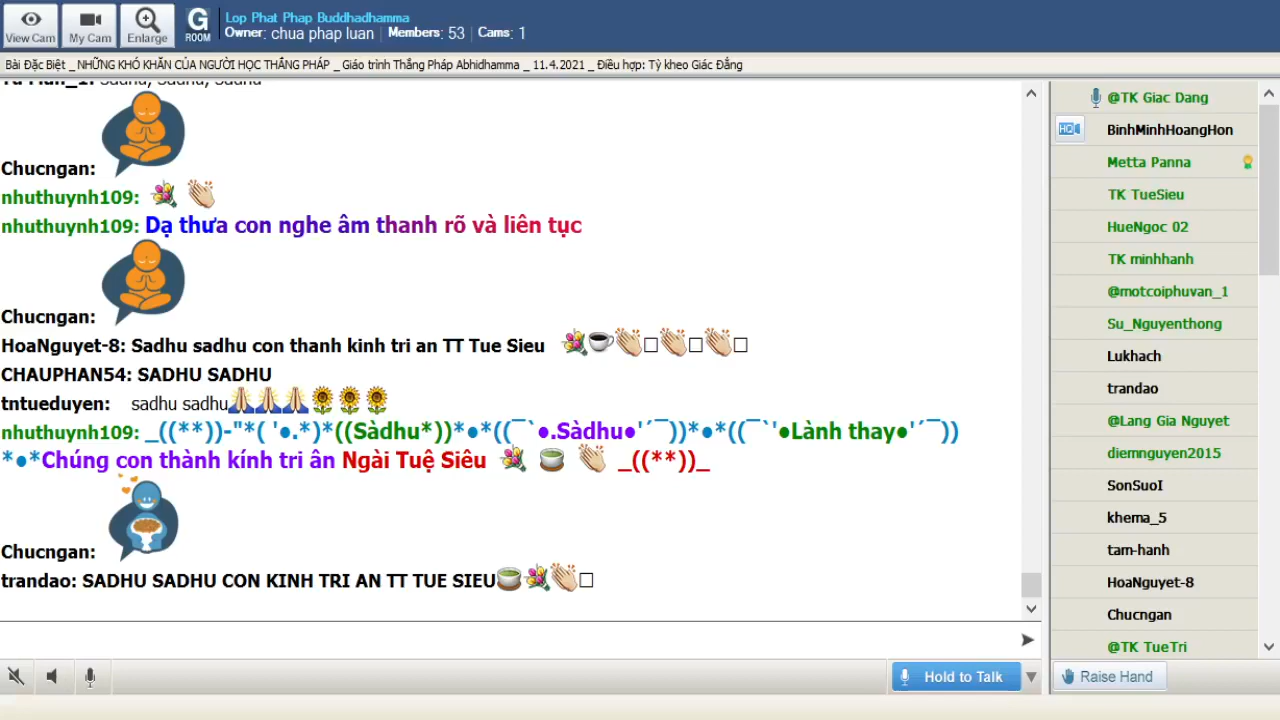 View Cam
My Cam
Enlarge
G
ROOM
Lop Phat Phap Buddhadhamma
Owner: chua phap luan | Members: 53 | Cams: 1
Bài Đặc Biệt _ NHỮNG KHÓ KHĂN CỦA NGƯỜI HỌC THẮNG PHÁP _ Giáo trình Thắng Pháp Abhidhamma _ 11.4.2021 _ Điều hợp: Tỳ kheo Giác Đẳng
Sadhu, Sadhu, Sadhu
Chucngan:
nhuthuynh109:
nhuthuynh109: Dạ thưa con nghe âm thanh rõ và liên tục
Chucngan:
HoaNguyet-8: Sadhu sadhu con thanh kinh tri an TT Tue Sieu
CHAUPHAN54: SADHU SADHU
tntueduyen: sadhu sadhu
nhuthuynh109: _((**))-"*( '●.*)*((Sàdhu*))*●*((¯`●.Sàdhu●'´¯))*●*((¯`'●Lành thay●'´¯))
*●*Chúng con thành kính tri ân Ngài Tuệ Siêu _((**))_
Chucngan:
trandao: SADHU SADHU CON KINH TRI AN TT TUE SIEU
Hold to Talk
@TK Giac Dang
HD BinhMinhHoangHon
Metta Panna
TK TueSieu
HueNgoc 02
TK minhhanh
@motcoiphuvan_1
Su_Nguyenthong
Lukhach
trandao
@Lang Gia Nguyet
diemnguyen2015
SonSuoI
khema_5
tam-hanh
HoaNguyet-8
Chucngan
@TK TueTri
Raise Hand